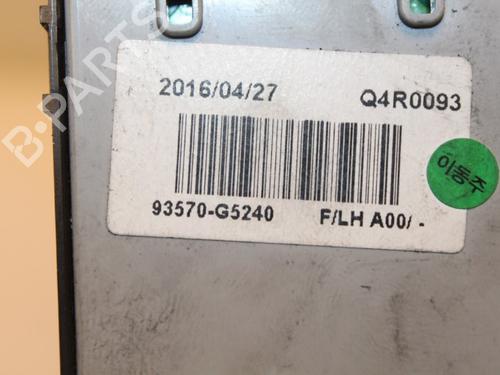 2016/04/27 Q4R0093
93570-G5240 F/LH A00/ -
이동주
B-PARTS